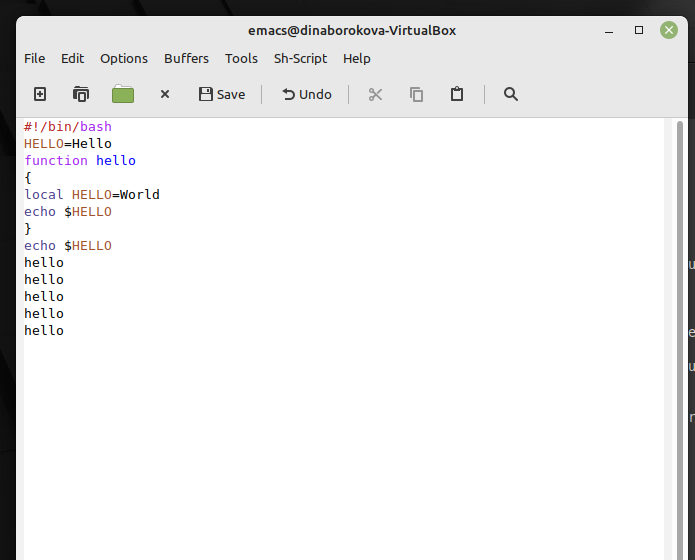 emacs@dinaborokova-VirtualBox
File Edit Options Buffers Tools Sh-Script Help
Save Undo
#!/bin/bash
HELLO=Hello
function hello
{
local HELLO=World
echo $HELLO
}
echo $HELLO
hello
hello
hello
hello
hello